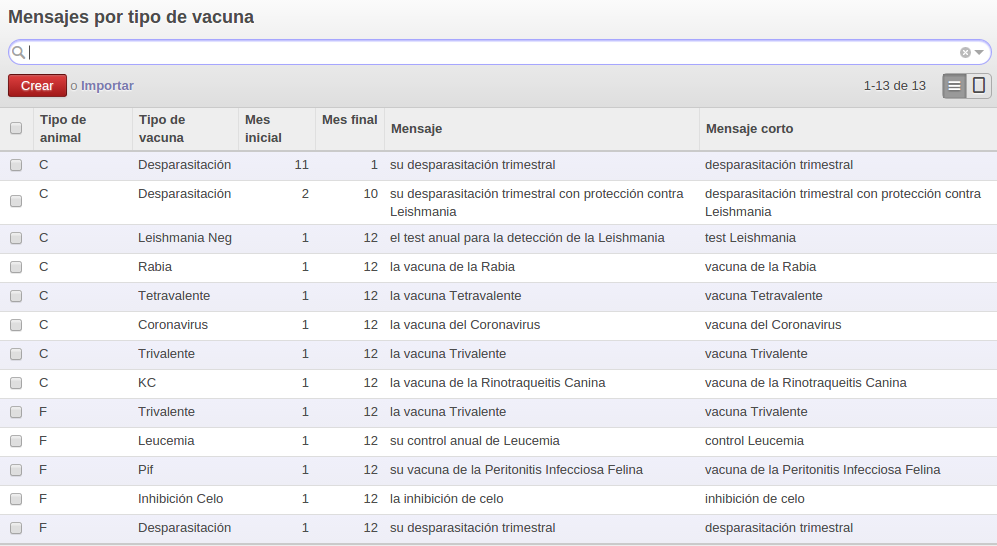 Mensajes por tipo de vacuna
Crear o Importar 1-13 de 13
Tipo de animal Tipo de vacuna Mes inicial Mes final Mensaje Mensaje corto
C Desparasitación 11 1 su desparasitación trimestral desparasitación trimestral
C Desparasitación 2 10 su desparasitación trimestral con protección contra Leishmania desparasitación trimestral con protección contra Leishmania
C Leishmania Neg 1 12 el test anual para la detección de la Leishmania test Leishmania
C Rabia 1 12 la vacuna de la Rabia vacuna de la Rabia
C Tetravalente 1 12 la vacuna Tetravalente vacuna Tetravalente
C Coronavirus 1 12 la vacuna del Coronavirus vacuna del Coronavirus
C Trivalente 1 12 la vacuna Trivalente vacuna Trivalente
C KC 1 12 la vacuna de la Rinotraqueitis Canina vacuna de la Rinotraqueitis Canina
F Trivalente 1 12 la vacuna Trivalente vacuna Trivalente
F Leucemia 1 12 su control anual de Leucemia control Leucemia
F Pif 1 12 su vacuna de la Peritonitis Infecciosa Felina vacuna de la Peritonitis Infecciosa Felina
F Inhibición Celo 1 12 la inhibición de celo inhibición de celo
F Desparasitación 1 12 su desparasitación trimestral desparasitación trimestral